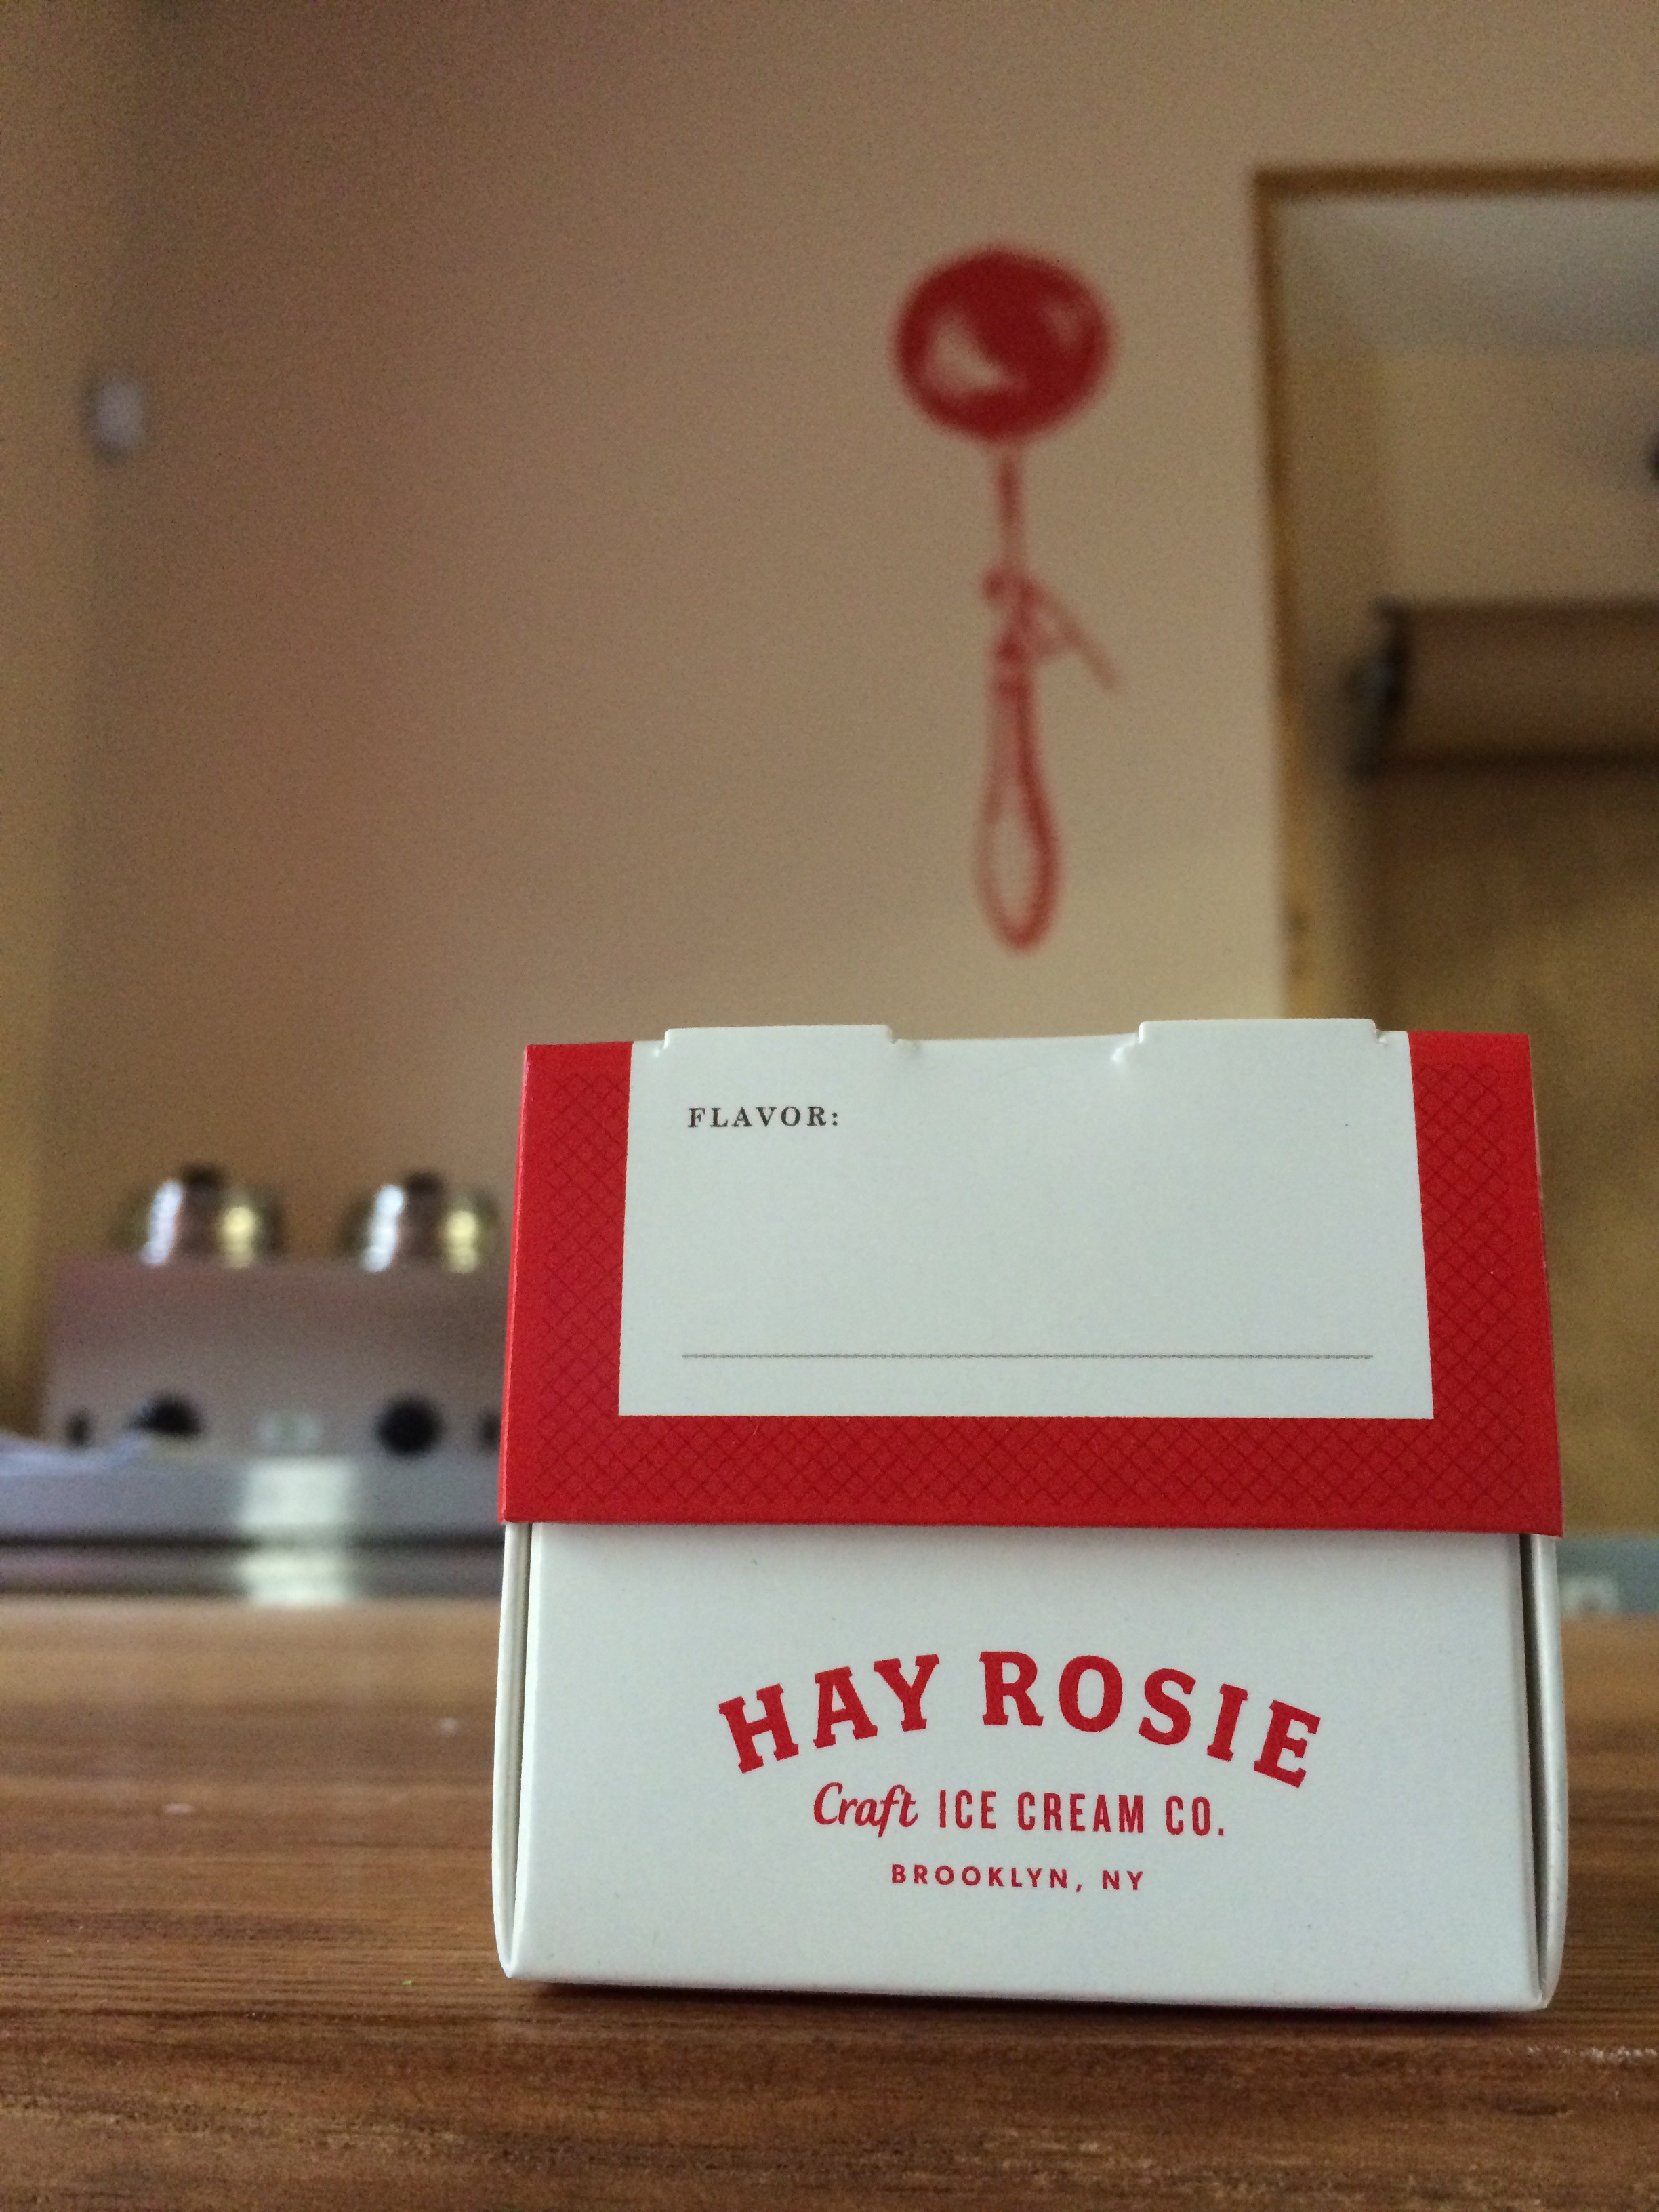 FLAVOR:
HAY ROSIE
Craft ICE CREAM CO.
BROOKLYN, NY